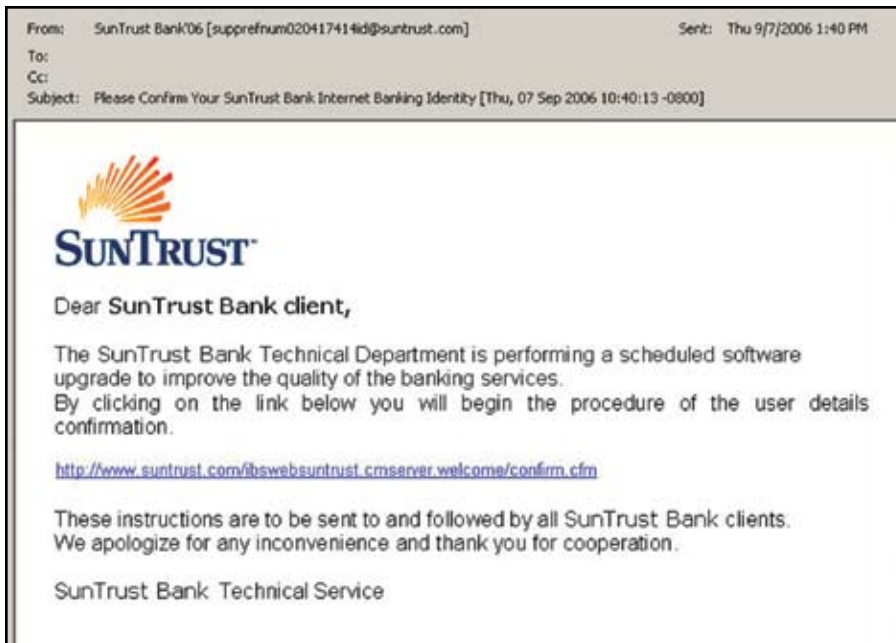 From: SunTrust Bank'06 [supprefnum020417414id@suntrust.com] Sent: Thu 9/7/2006 1:40 PM
To:
Cc:
Subject: Please Confirm Your SunTrust Bank Internet Banking Identity [Thu, 07 Sep 2006 10:40:13 -0800]
SUNTRUST
Dear SunTrust Bank client,
The SunTrust Bank Technical Department is performing a scheduled software
upgrade to improve the quality of the banking services.
By clicking on the link below you will begin the procedure of the user details
confirmation.
http://www.suntrust.com/ibswebsuntrust.cmserver.welcome/confirm.cfm
These instructions are to be sent to and followed by all SunTrust Bank clients.
We apologize for any inconvenience and thank you for cooperation.
SunTrust Bank Technical Service